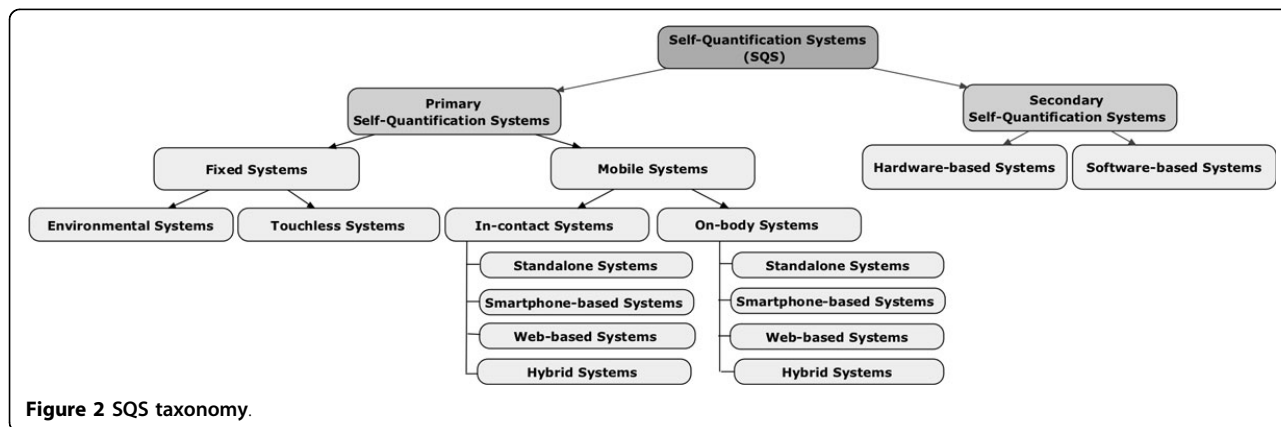 Self-Quantification Systems
(SQS)
Primary
Self-Quantification Systems
Secondary
Self-Quantification Systems
Fixed Systems
Mobile Systems
Hardware-based Systems
Software-based Systems
Environmental Systems
Touchless Systems
In-contact Systems
On-body Systems
Standalone Systems
Smartphone-based Systems
Web-based Systems
Hybrid Systems
Standalone Systems
Smartphone-based Systems
Web-based Systems
Hybrid Systems
Figure 2 SQS taxonomy.